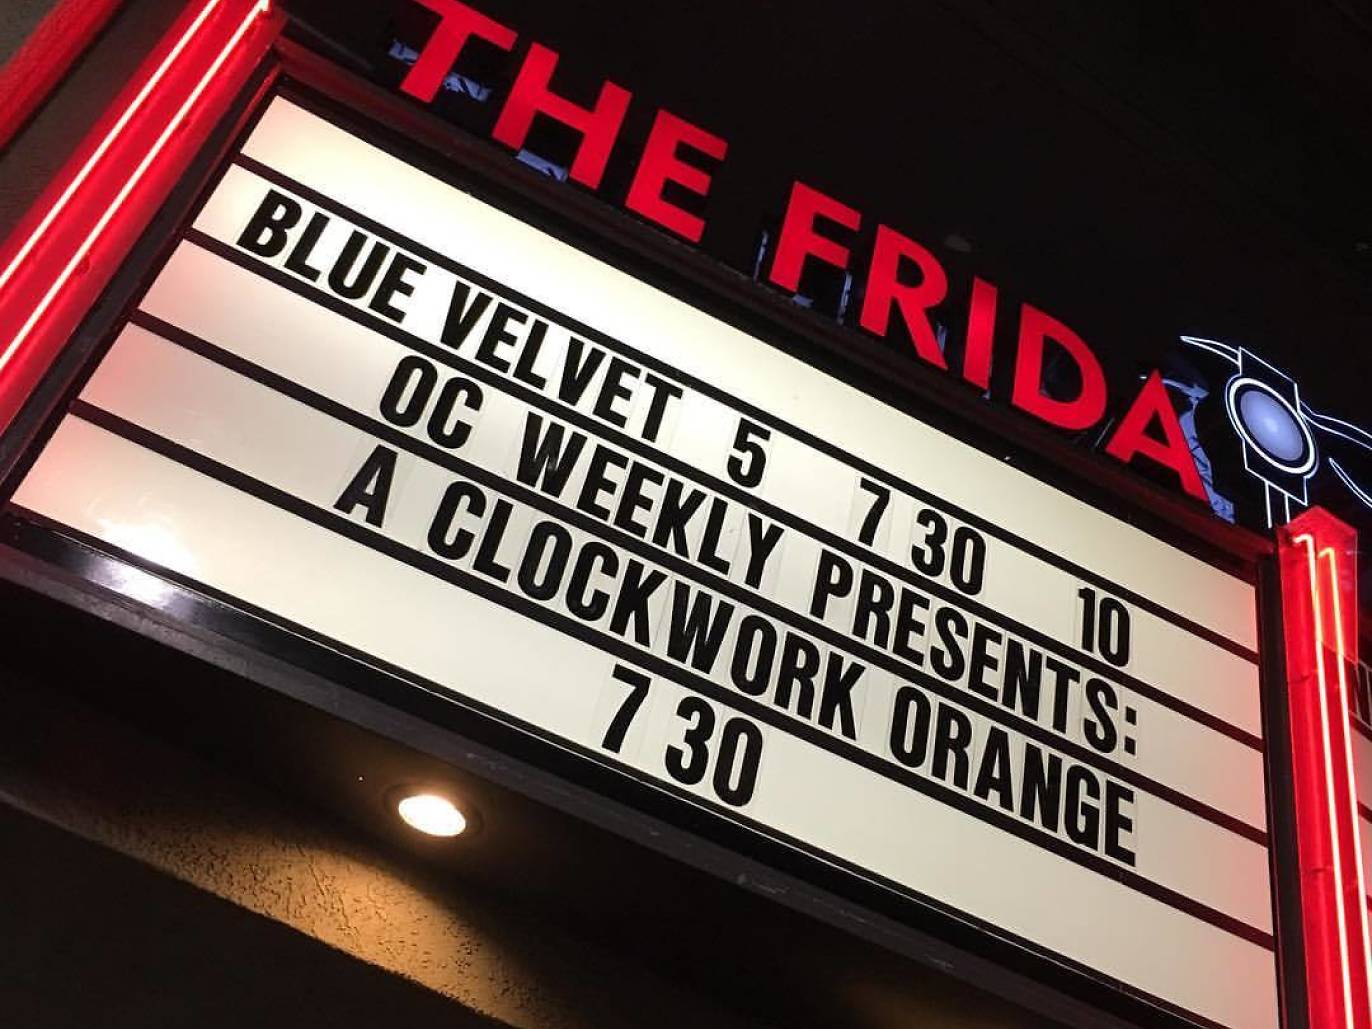 THE FRIDA
BLUE VELVET 5 7 30 10
OC WEEKLY PRESENTS:
A CLOCKWORK ORANGE
7 30